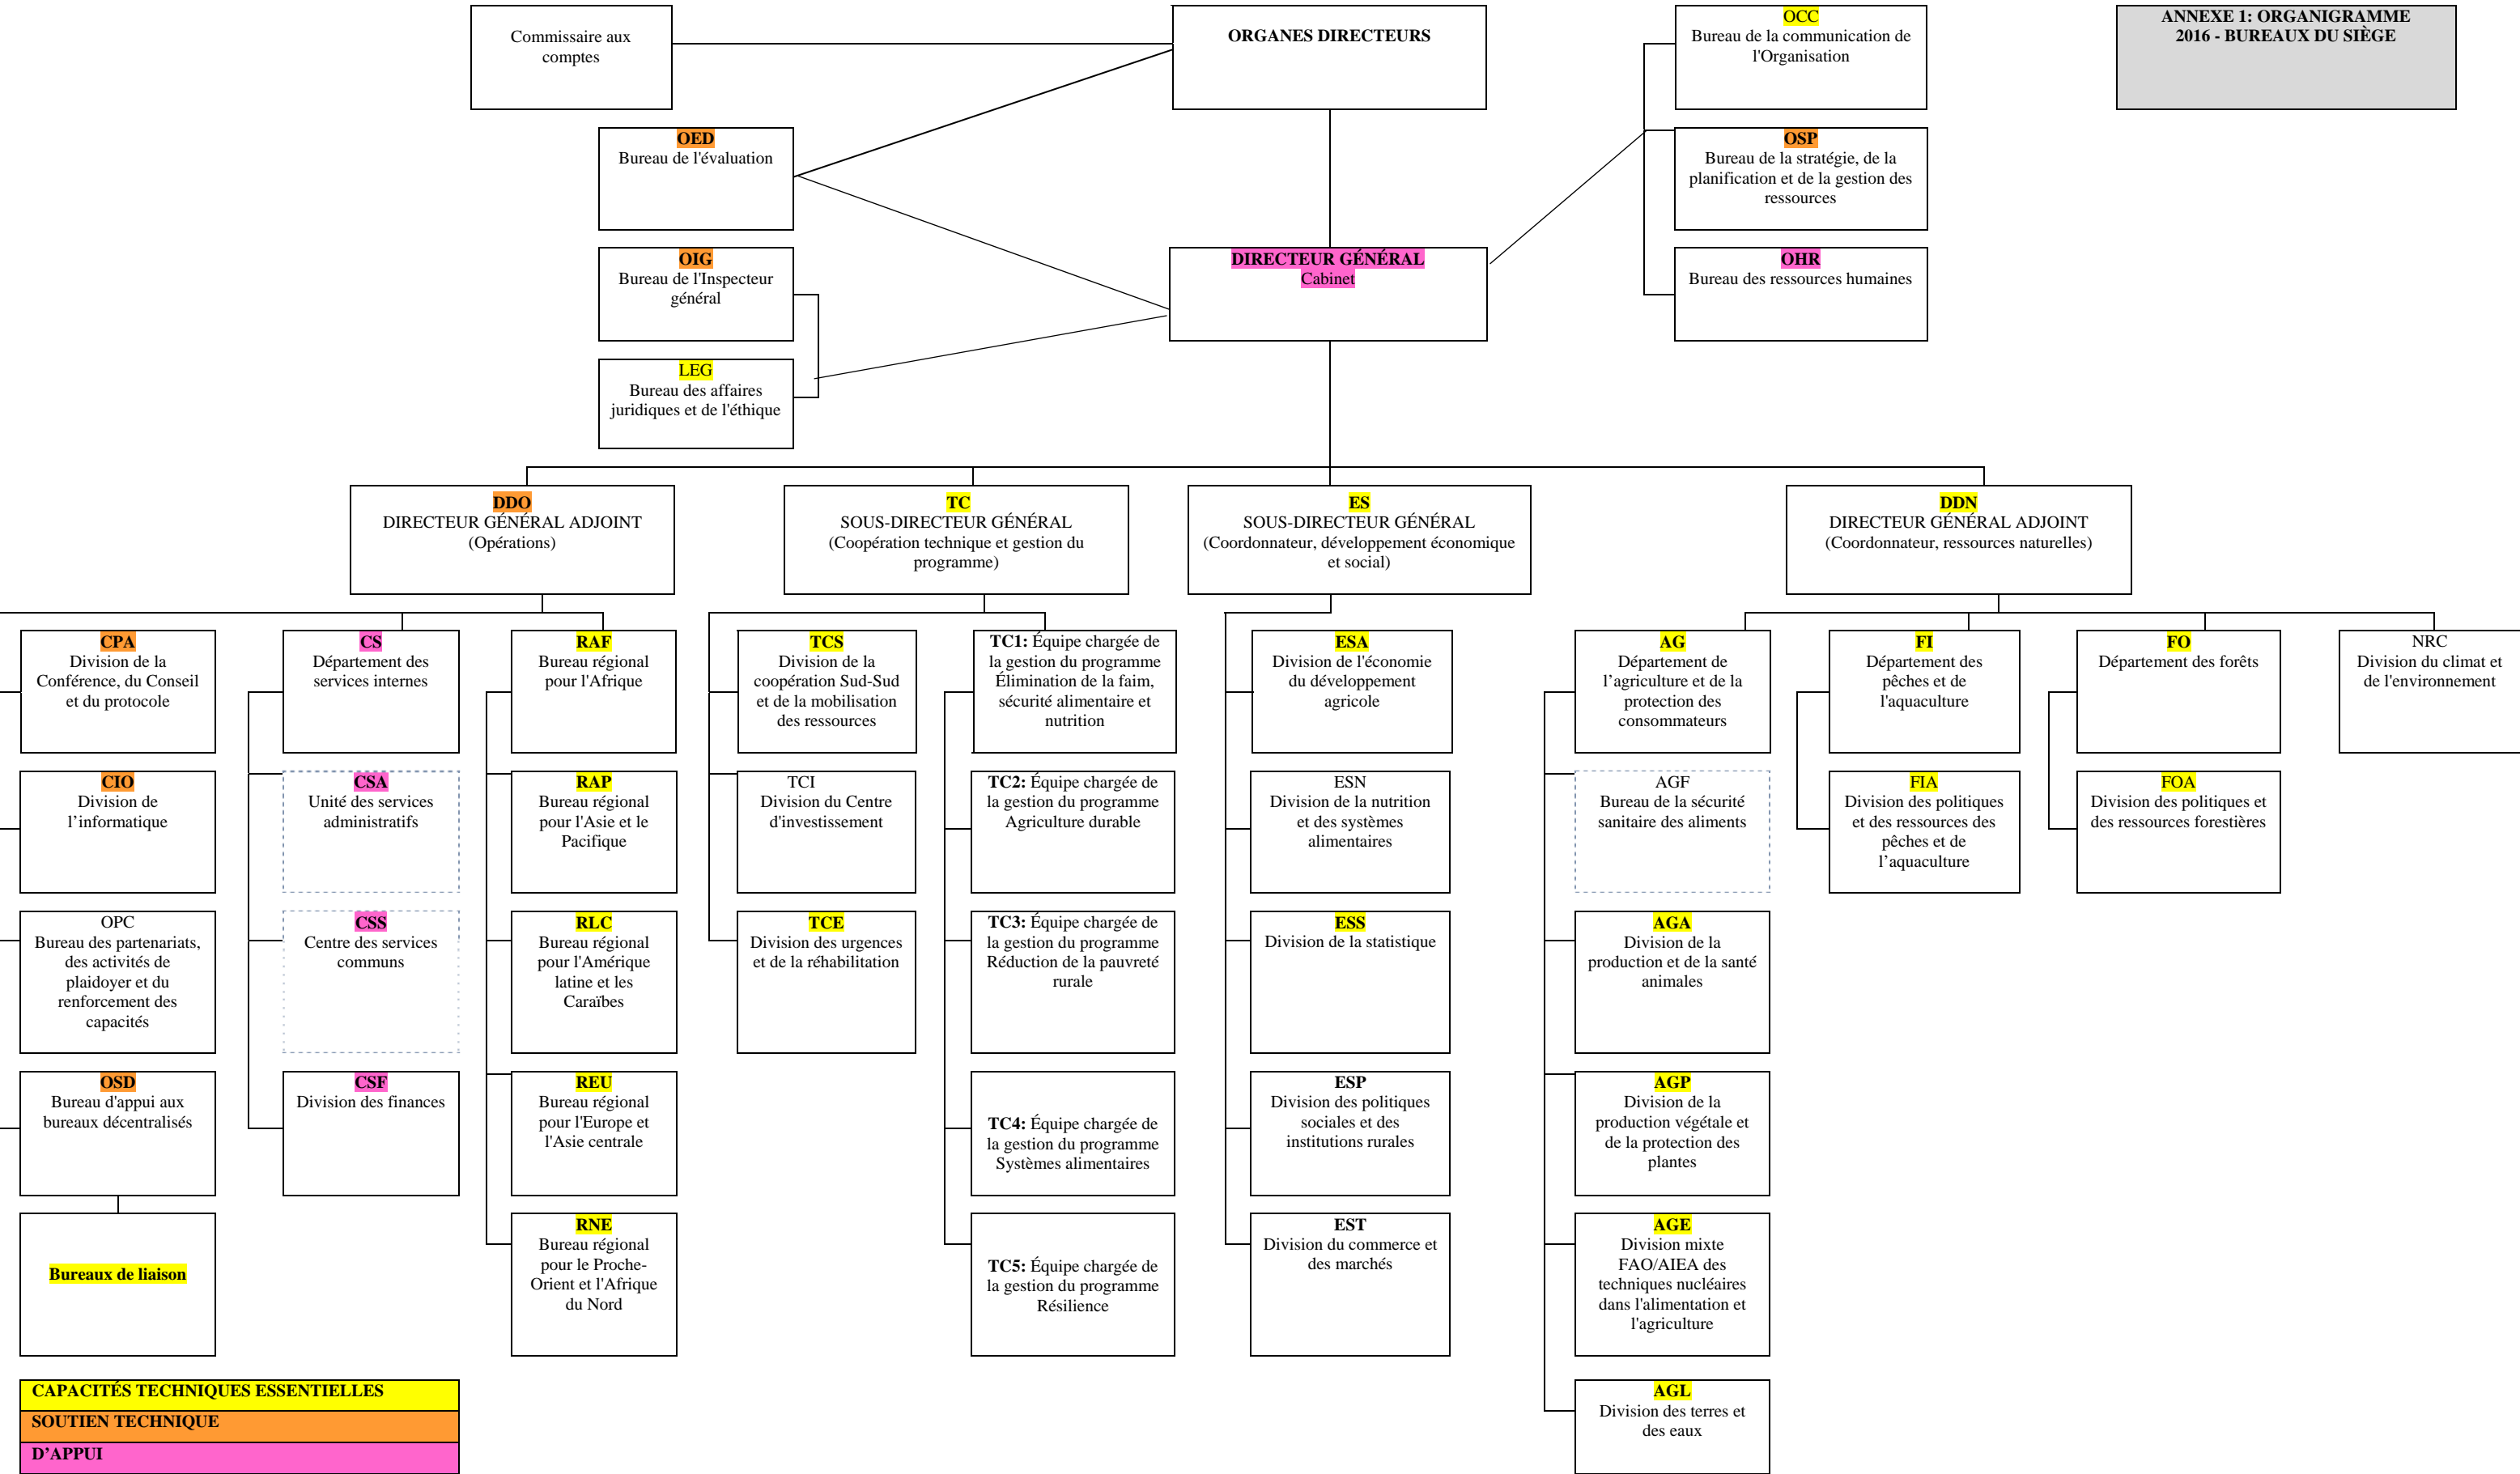 Commissaire aux
comptes
ORGANES DIRECTEURS
OCC
Bureau de la communication de
l'Organisation
ANNEXE 1: ORGANIGRAMME
2016 - BUREAUX DU SIÈGE
OED
Bureau de l'évaluation
OSP
Bureau de la stratégie, de la
planification et de la gestion des
ressources
OIG
Bureau de l'Inspecteur
général
DIRECTEUR GÉNÉRAL
Cabinet
OHR
Bureau des ressources humaines
LEG
Bureau des affaires
juridiques et de l'éthique
DDO
DIRECTEUR GÉNÉRAL ADJOINT
(Opérations)
TC
SOUS-DIRECTEUR GÉNÉRAL
(Coopération technique et gestion du
programme)
ES
SOUS-DIRECTEUR GÉNÉRAL
(Coordonnateur, développement économique
et social)
DDN
DIRECTEUR GÉNÉRAL ADJOINT
(Coordonnateur, ressources naturelles)
CPA
Division de la
Conférence, du Conseil
et du protocole
CS
Département des
services internes
RAF
Bureau régional
pour l'Afrique
TCS
Division de la
coopération Sud-Sud
et de la mobilisation
des ressources
TC1: Équipe chargée de
la gestion du programme
Élimination de la faim,
sécurité alimentaire et
nutrition
ESA
Division de l'économie
du développement
agricole
AG
Département de
l’agriculture et de la
protection des
consommateurs
FI
Département des
pêches et de
l'aquaculture
FO
Département des forêts
NRC
Division du climat et
de l'environnement
CIO
Division de
l’informatique
CSA
Unité des services
administratifs
RAP
Bureau régional
pour l'Asie et le
Pacifique
TCI
Division du Centre
d'investissement
TC2: Équipe chargée de
la gestion du programme
Agriculture durable
ESN
Division de la nutrition
et des systèmes
alimentaires
AGF
Bureau de la sécurité
sanitaire des aliments
FIA
Division des politiques
et des ressources des
pêches et de
l’aquaculture
FOA
Division des politiques et
des ressources forestières
OPC
Bureau des partenariats,
des activités de
plaidoyer et du
renforcement des
capacités
CSS
Centre des services
communs
RLC
Bureau régional
pour l'Amérique
latine et les
Caraïbes
TCE
Division des urgences
et de la réhabilitation
TC3: Équipe chargée de
la gestion du programme
Réduction de la pauvreté
rurale
ESS
Division de la statistique
AGA
Division de la
production et de la santé
animales
OSD
Bureau d'appui aux
bureaux décentralisés
CSF
Division des finances
REU
Bureau régional
pour l'Europe et
l'Asie centrale
TC4: Équipe chargée de
la gestion du programme
Systèmes alimentaires
ESP
Division des politiques
sociales et des
institutions rurales
AGP
Division de la
production végétale et
de la protection des
plantes
Bureaux de liaison
RNE
Bureau régional
pour le Proche-
Orient et l'Afrique
du Nord
TC5: Équipe chargée de
la gestion du programme
Résilience
EST
Division du commerce et
des marchés
AGE
Division mixte
FAO/AIEA des
techniques nucléaires
dans l'alimentation et
l'agriculture
AGL
Division des terres et
des eaux
CAPACITÉS TECHNIQUES ESSENTIELLES
SOUTIEN TECHNIQUE
D’APPUI